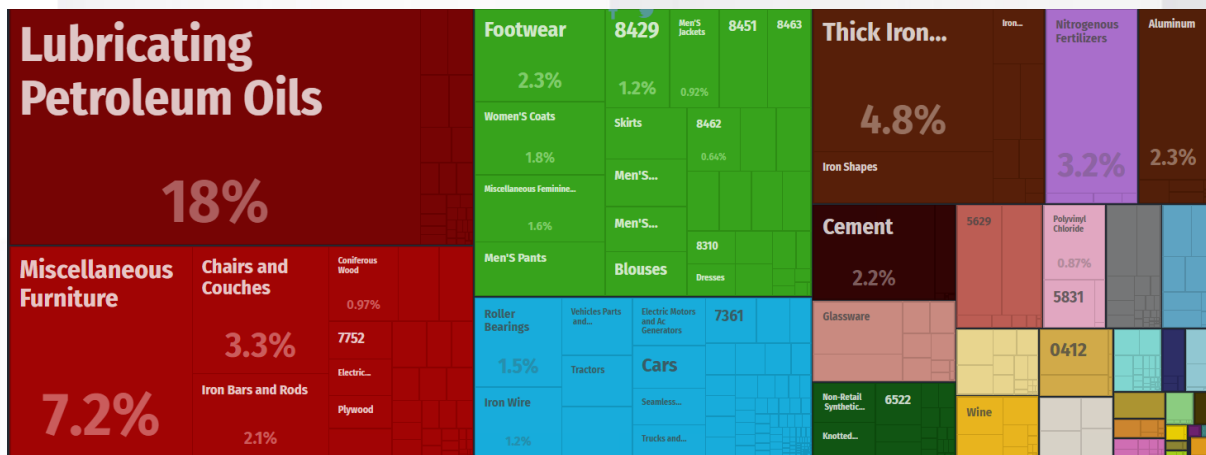 Lubricating
Petroleum Oils
18%
Miscellaneous
Furniture
7.2%
Chairs and
Couches
3.3%
Iron Bars and Rods
2.1%
Coniferous
Wood
0.97%
7752
Electric...
Plywood
Footwear
2.3%
Women'S Coats
1.8%
Miscellaneous Feminine...
1.6%
Men'S Pants
8429
1.2%
Men'S
Jackets
0.92%
8451
8463
Skirts
Men'S...
Men'S...
Blouses
8462
0.64%
8310
Dresses
Roller
Bearings
1.5%
Iron Wire
1.2%
Vehicles Parts
and...
Tractors
Electric Motors
and Ac
Generators
Cars
Seamless...
Trucks and...
7361
Thick Iron...
4.8%
Iron Shapes
Iron...
Nitrogenous
Fertilizers
3.2%
Aluminum
2.3%
Cement
2.2%
Glassware
Non-Retail
Synthetic...
Knotted...
6522
5629
Polyvinyl
Chloride
0.87%
5831
0412
Wine